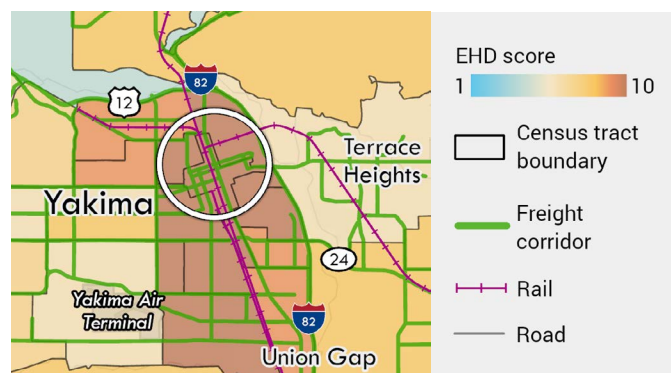 82
12
Terrace
Heights
Yakima
24
Yakima Air
Terminal
82
Union Gap
EHD score
1 10
Census tract
boundary
Freight
corridor
Rail
Road